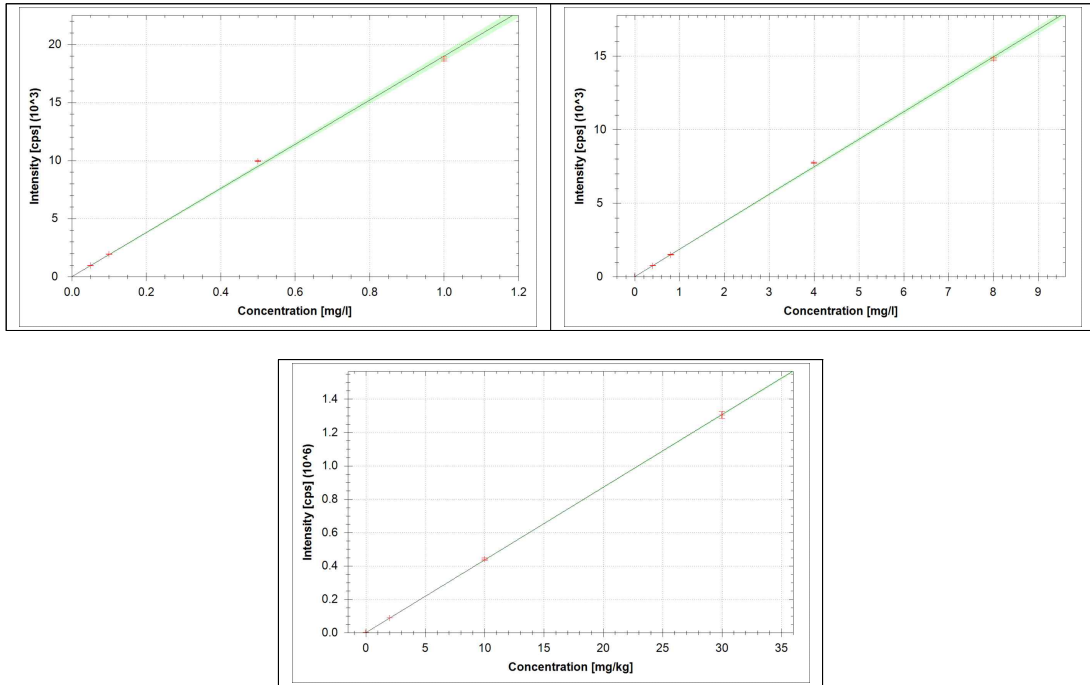 20
15
10
5
0
Intensity [cps] (10^3)
0.0 0.2 0.4 0.6 0.8 1.0 1.2
Concentration [mg/l]
15
10
5
0
Intensity [cps] (10^3)
0 1 2 3 4 5 6 7 8 9
Concentration [mg/l]
1.4
1.2
1.0
0.8
0.6
0.4
0.2
0.0
Intensity [cps] (10^6)
0 5 10 15 20 25 30 35
Concentration [mg/kg]